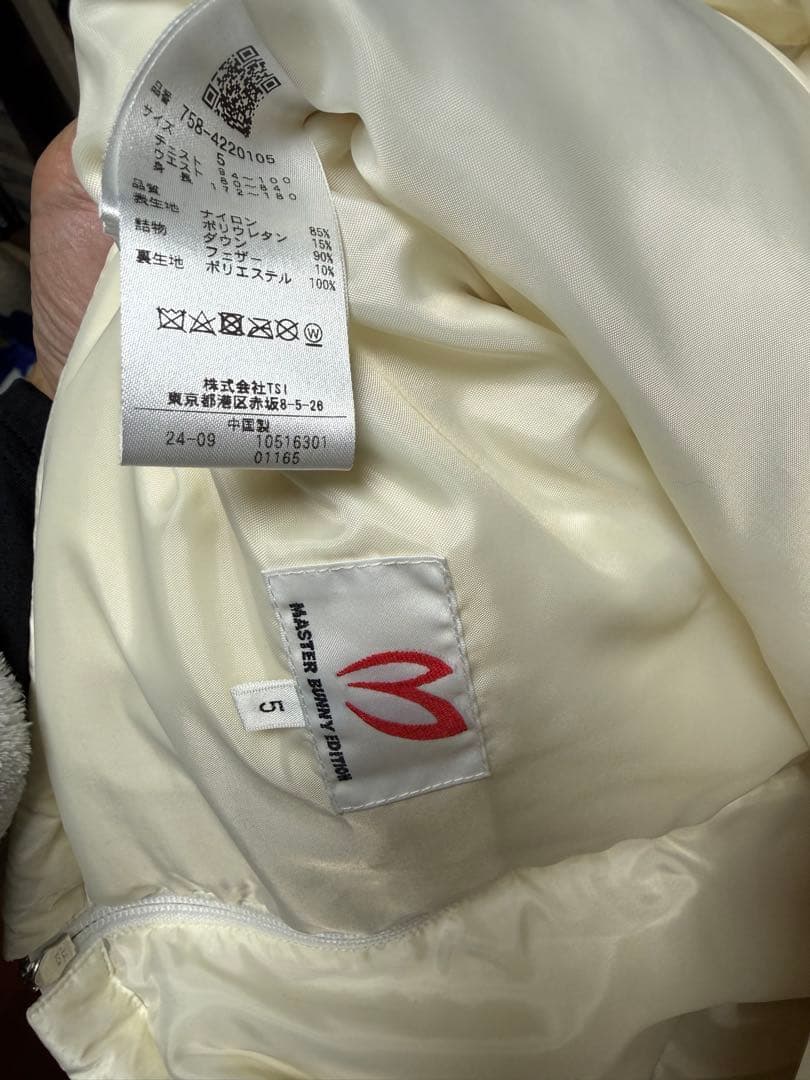 品番 758-4220105
サイズ 5
チェスト 94-100
ウエスト 80-840
身長 172-180
品質
表生地 ナイロン 85%
ポリウレタン 15%
詰物 ダウン 90%
フェザー 10%
裏生地 ポリエステル 100%
W
株式会社TSI
東京都港区赤坂8-5-26
中国製
24-09 10516301
01165
MASTER BUNNY EDITION
5